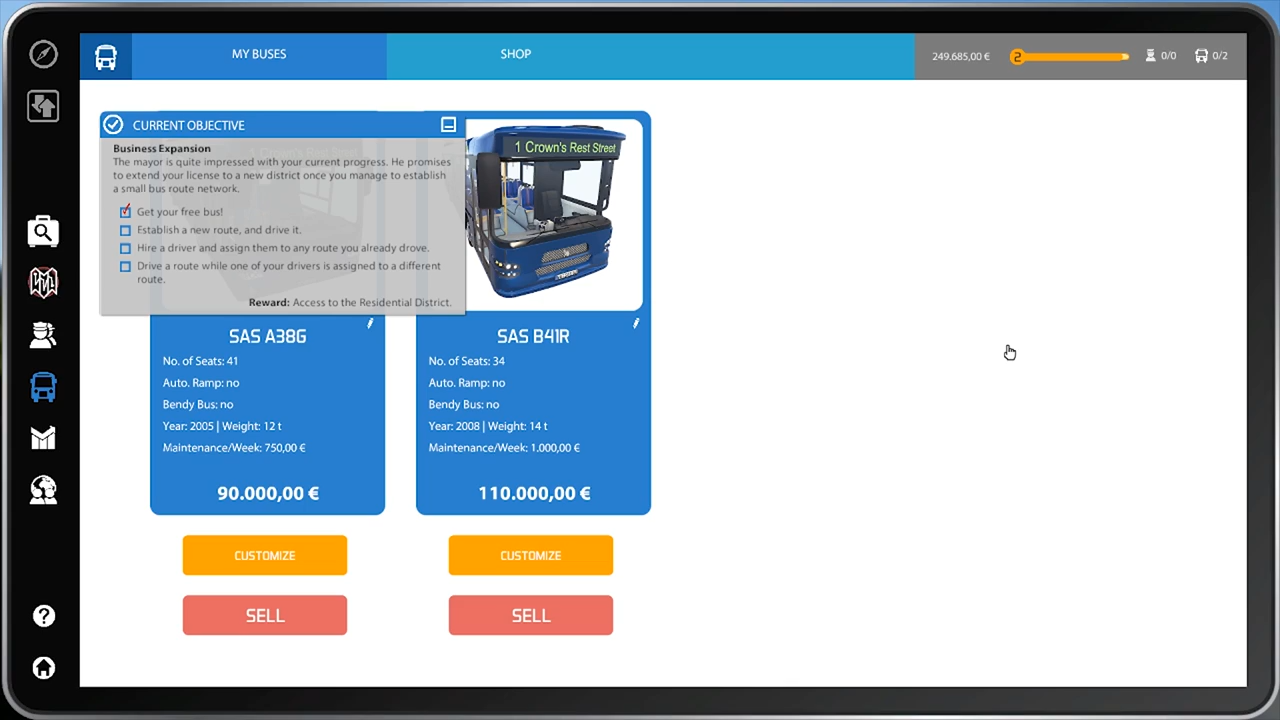 MY BUSES
SHOP
249.685,00 €
2
0/0
0/2
CURRENT OBJECTIVE
Business Expansion
The mayor is quite impressed with your current progress. He promises
to extend your license to a new district once you manage to establish
a small bus route network.
Get your free bus!
Establish a new route, and drive it.
Hire a driver and assign them to any route you already drove.
Drive a route while one of your drivers is assigned to a different
route.
Reward: Access to the Residential District.
1 Crown's Rest Street
SAS A38G
No. of Seats: 41
Auto. Ramp: no
Bendy Bus: no
Year: 2005 | Weight: 12 t
Maintenance/Week: 750,00 €
90.000,00 €
CUSTOMIZE
SELL
SAS B41R
No. of Seats: 34
Auto. Ramp: no
Bendy Bus: no
Year: 2008 | Weight: 14 t
Maintenance/Week: 1.000,00 €
110.000,00 €
CUSTOMIZE
SELL
?